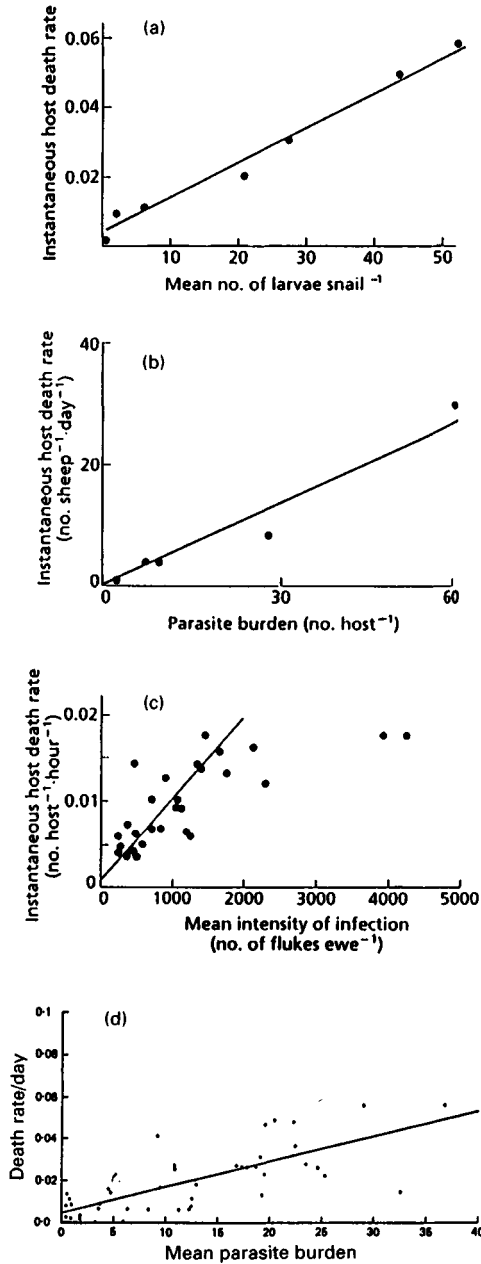 (a)
Instantaneous host death rate
0.06
0.04
0.02
10
20
30
40
50
Mean no. of larvae snail ⁻¹
(b)
Instantaneous host death rate
(no. sheep⁻¹·day⁻¹)
40
20
0
0
30
60
Parasite burden (no. host⁻¹)
(c)
Instantaneous host death rate
(no. host⁻¹·hour⁻¹)
0.02
0.01
0
0
1000
2000
3000
4000
5000
Mean intensity of infection
(no. of flukes ewe⁻¹)
(d)
Death rate/day
0·1
0·08
0·06
0·04
0·02
0·0
0
5
10
15
20
25
30
35
40
Mean parasite burden